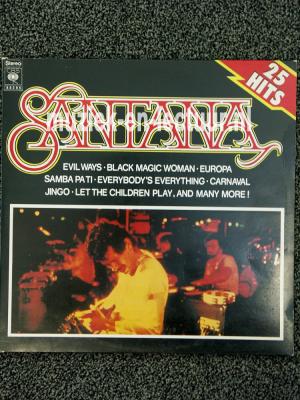 Stereo
CBS
25
HITS
SANTANA
EVIL WAYS · BLACK MAGIC WOMAN · EUROPA
SAMBA PA TI · EVERYBODY'S EVERYTHING · CARNAVAL
JINGO · LET THE CHILDREN PLAY, AND MANY MORE!